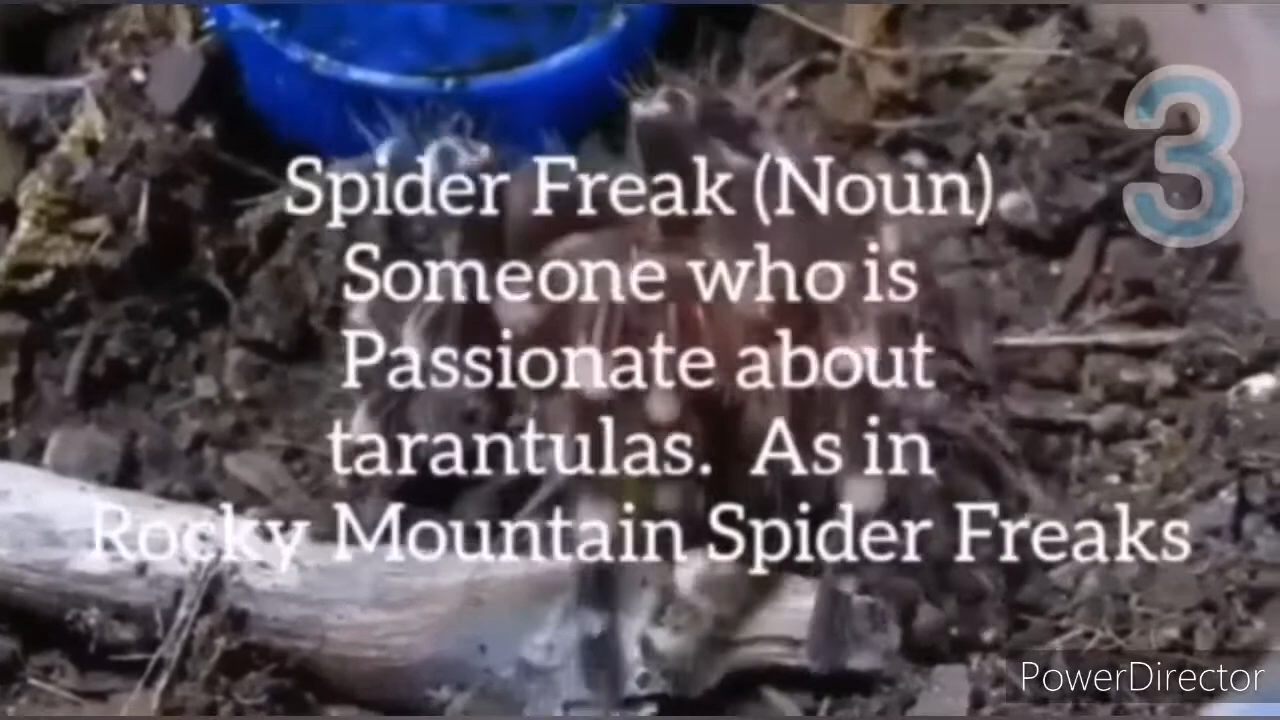 3
Spider Freak (Noun)
Someone who is
Passionate about
tarantulas. As in
Rocky Mountain Spider Freaks
PowerDirector